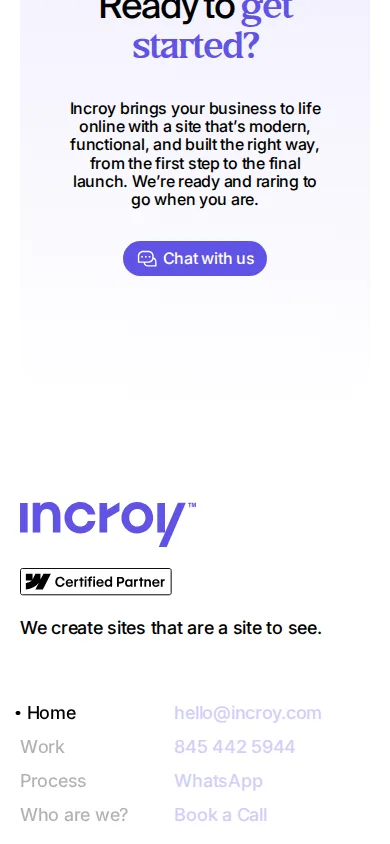 Ready to get
started?
Incroy brings your business to life
online with a site that’s modern,
functional, and built the right way,
from the first step to the final
launch. We’re ready and raring to
go when you are.
Chat with us
incroy™
Certified Partner
We create sites that are a site to see.
• Home
hello@incroy.com
Work
845 442 5944
Process
WhatsApp
Who are we?
Book a Call